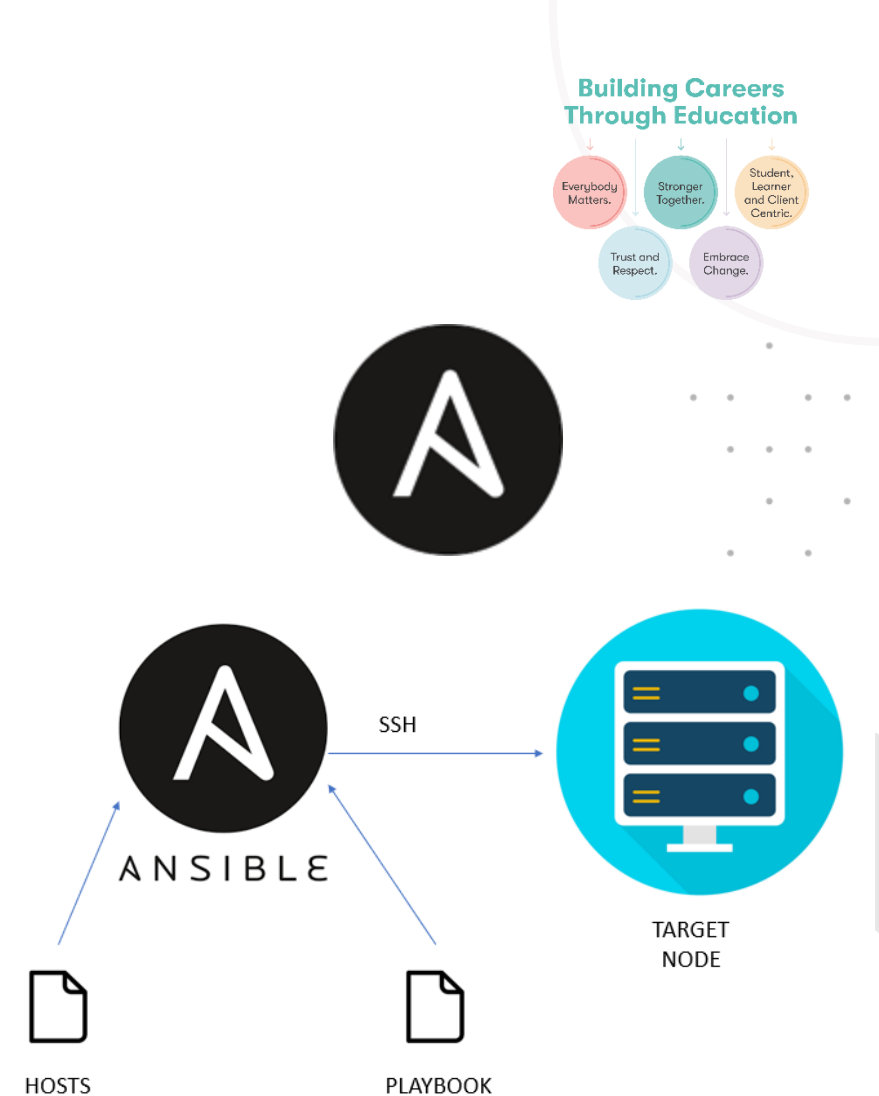 Building Careers
Through Education
Everybody
Matters.
Stronger
Together.
Student,
Learner
and Client
Centric.
Trust and
Respect.
Embrace
Change.
SSH
ANSIBLE
TARGET
NODE
HOSTS
PLAYBOOK